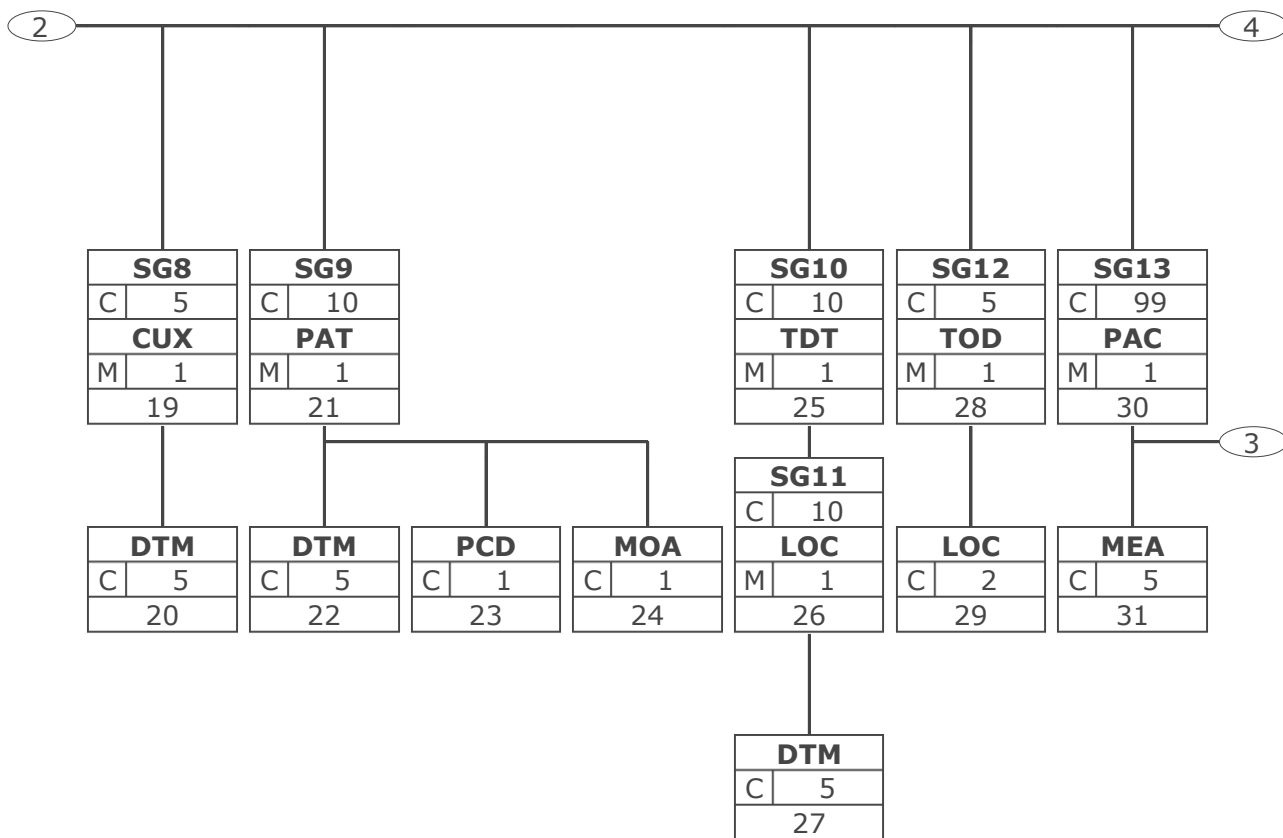 2 4
SG8 SG9 SG10 SG12 SG13
C 5 C 10 C 10 C 5 C 99
CUX PAT TDT TOD PAC
M 1 M 1 M 1 M 1 M 1
19 21 25 28 30
3
SG11
C 10
DTM DTM PCD MOA LOC LOC MEA
C 5 C 5 C 1 C 1 M 1 C 2 C 5
20 22 23 24 26 29 31
DTM
C 5
27